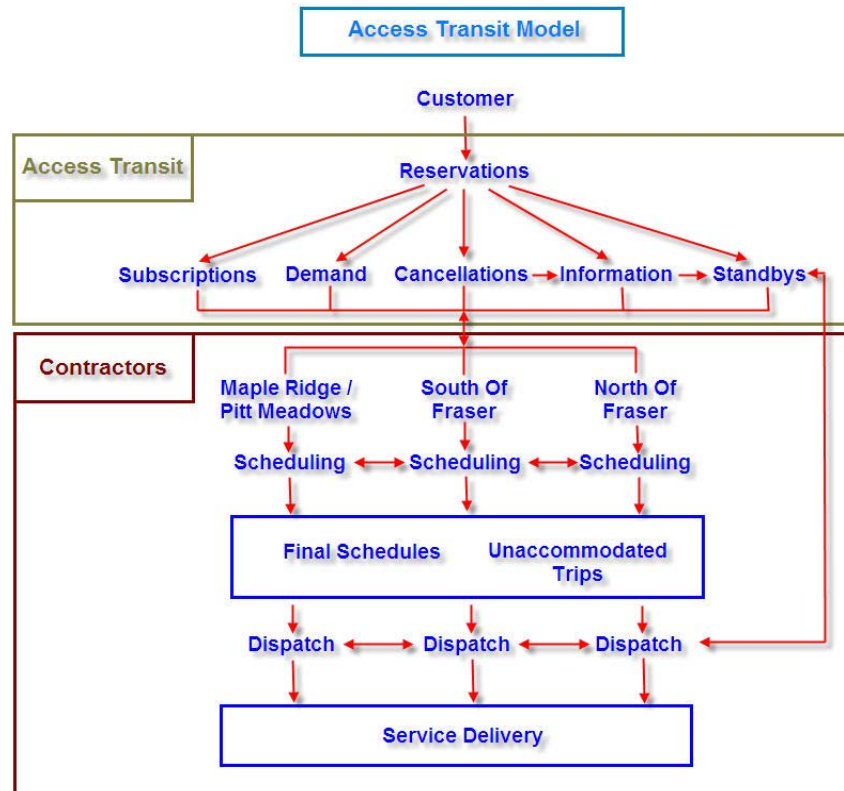 Access Transit Model
Customer
Access Transit
Reservations
Subscriptions Demand Cancellations Information Standbys
Contractors
Maple Ridge /
Pitt Meadows
South Of
Fraser
North Of
Fraser
Scheduling Scheduling Scheduling
Final Schedules
Unaccommodated
Trips
Dispatch Dispatch Dispatch
Service Delivery